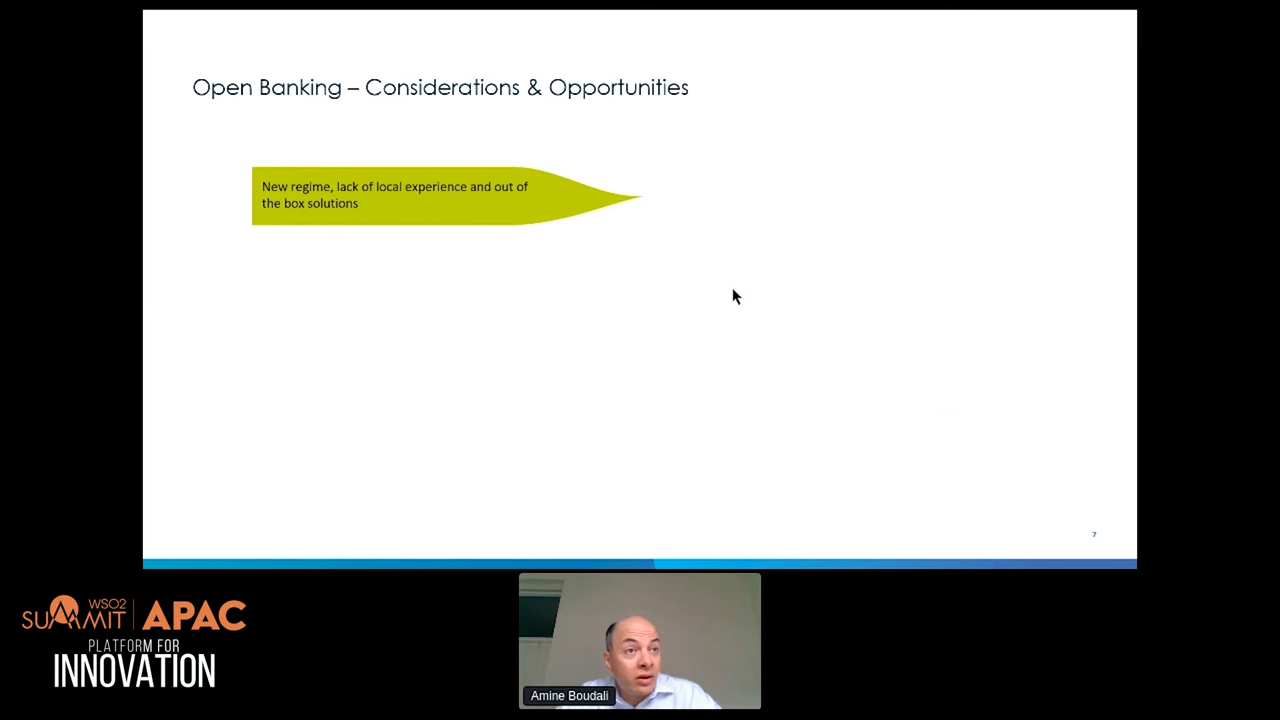 Open Banking – Considerations & Opportunities
New regime, lack of local experience and out of
the box solutions
7
WSO2
SUMMIT
APAC
PLATFORM FOR
INNOVATION
Amine Boudali